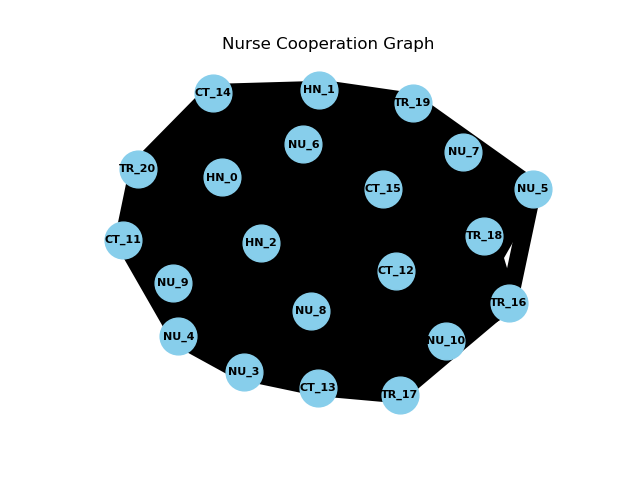 Nurse Cooperation Graph
HN_1
CT_14
TR_19
NU_6
NU_7
TR_20
HN_0
CT_15
NU_5
TR_18
CT_11
HN_2
CT_12
NU_9
TR_16
NU_8
NU_4
NU_10
NU_3
CT_13
TR_17